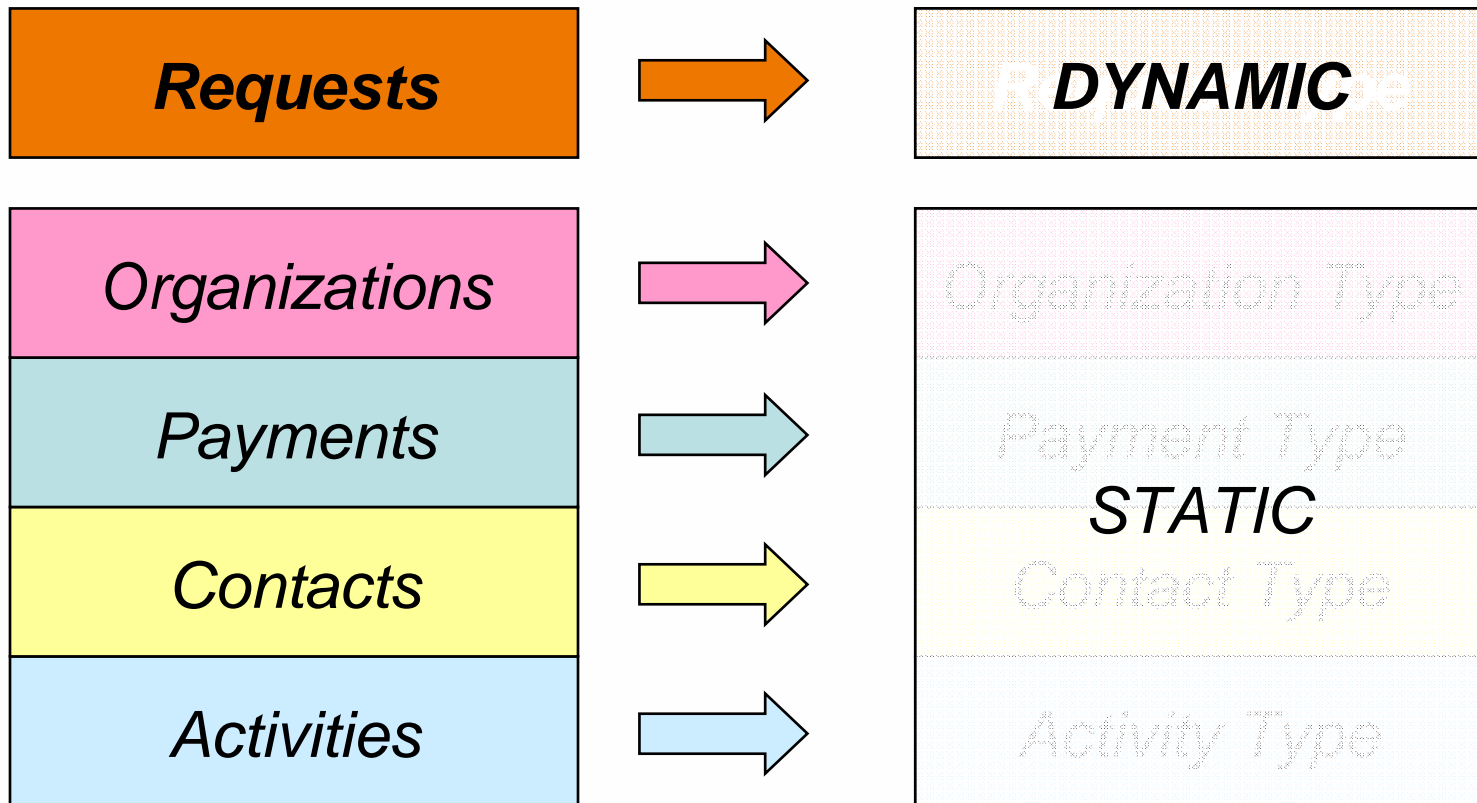 Requests
DYNAMIC
Organizations
Organization Type
Payments
Payment Type
STATIC
Contacts
Contact Type
Activities
Activity Type